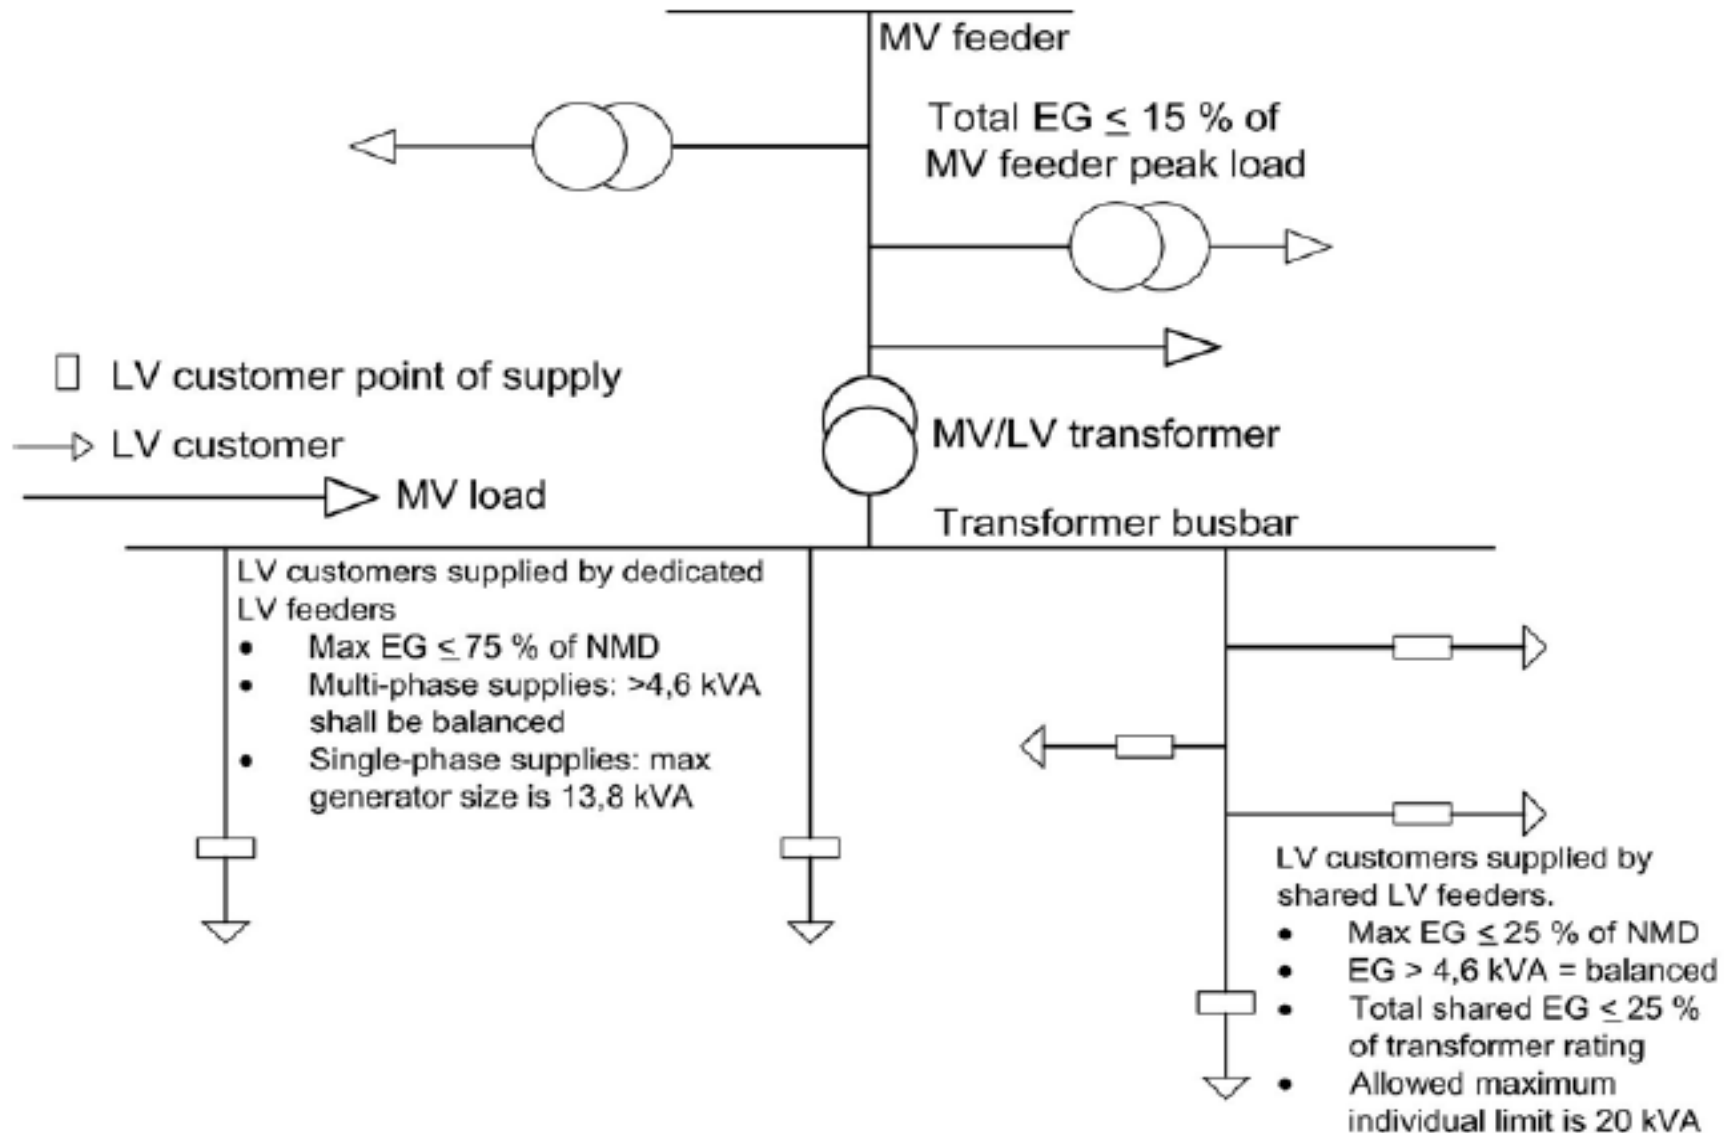 MV feeder
Total EG ≤ 15 % of
MV feeder peak load
LV customer point of supply
LV customer
MV load
MV/LV transformer
Transformer busbar
LV customers supplied by dedicated
LV feeders
• Max EG ≤ 75 % of NMD
• Multi-phase supplies: >4,6 kVA
shall be balanced
• Single-phase supplies: max
generator size is 13,8 kVA
LV customers supplied by
shared LV feeders.
• Max EG ≤ 25 % of NMD
• EG > 4,6 kVA = balanced
• Total shared EG ≤ 25 %
of transformer rating
• Allowed maximum
individual limit is 20 kVA